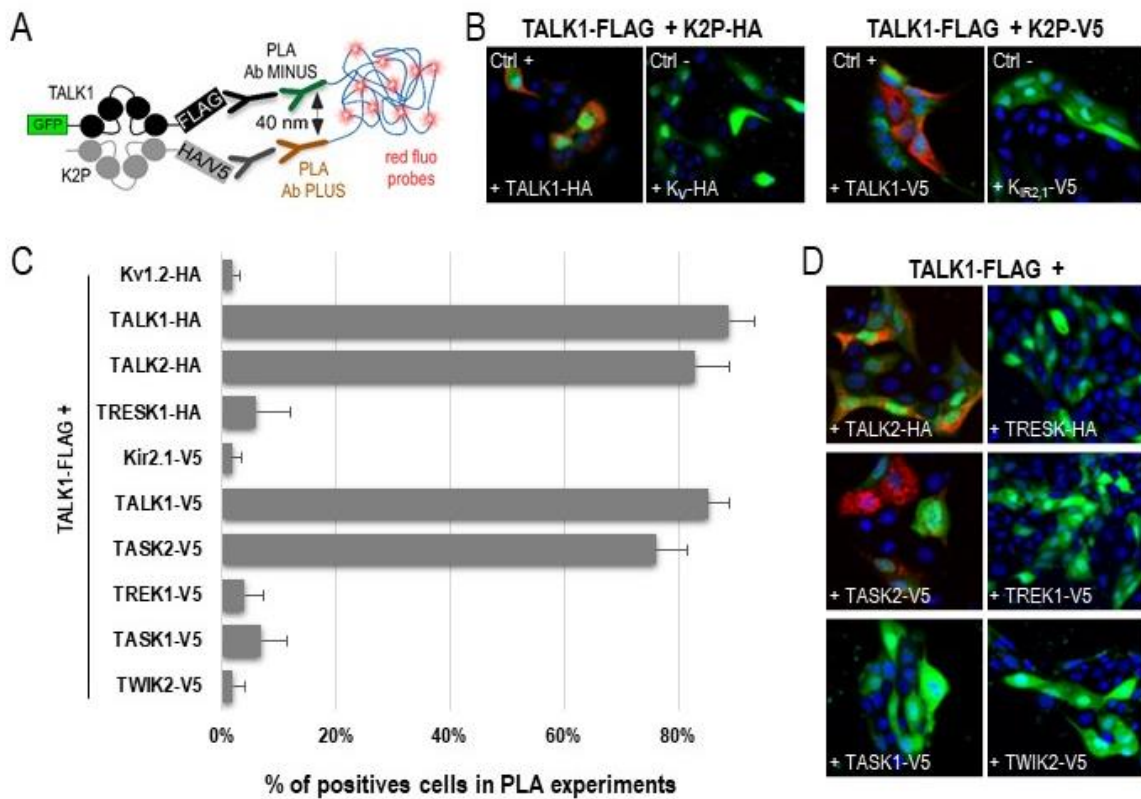 A
TALK1
GFP
FLAG
PLA
Ab MINUS
40 nm
K2P
HA/V5
PLA
Ab PLUS
red fluo
probes
B
TALK1-FLAG + K2P-HA
Ctrl +
+ TALK1-HA
Ctrl -
+ Kv-HA
TALK1-FLAG + K2P-V5
Ctrl +
+ TALK1-V5
Ctrl -
+ KIR2,1-V5
C
TALK1-FLAG +
Kv1.2-HA
TALK1-HA
TALK2-HA
TRESK1-HA
Kir2.1-V5
TALK1-V5
TASK2-V5
TREK1-V5
TASK1-V5
TWIK2-V5
0% 20% 40% 60% 80%
% of positives cells in PLA experiments
D
TALK1-FLAG +
+ TALK2-HA
+ TRESK-HA
+ TASK2-V5
+ TREK1-V5
+ TASK1-V5
+ TWIK2-V5